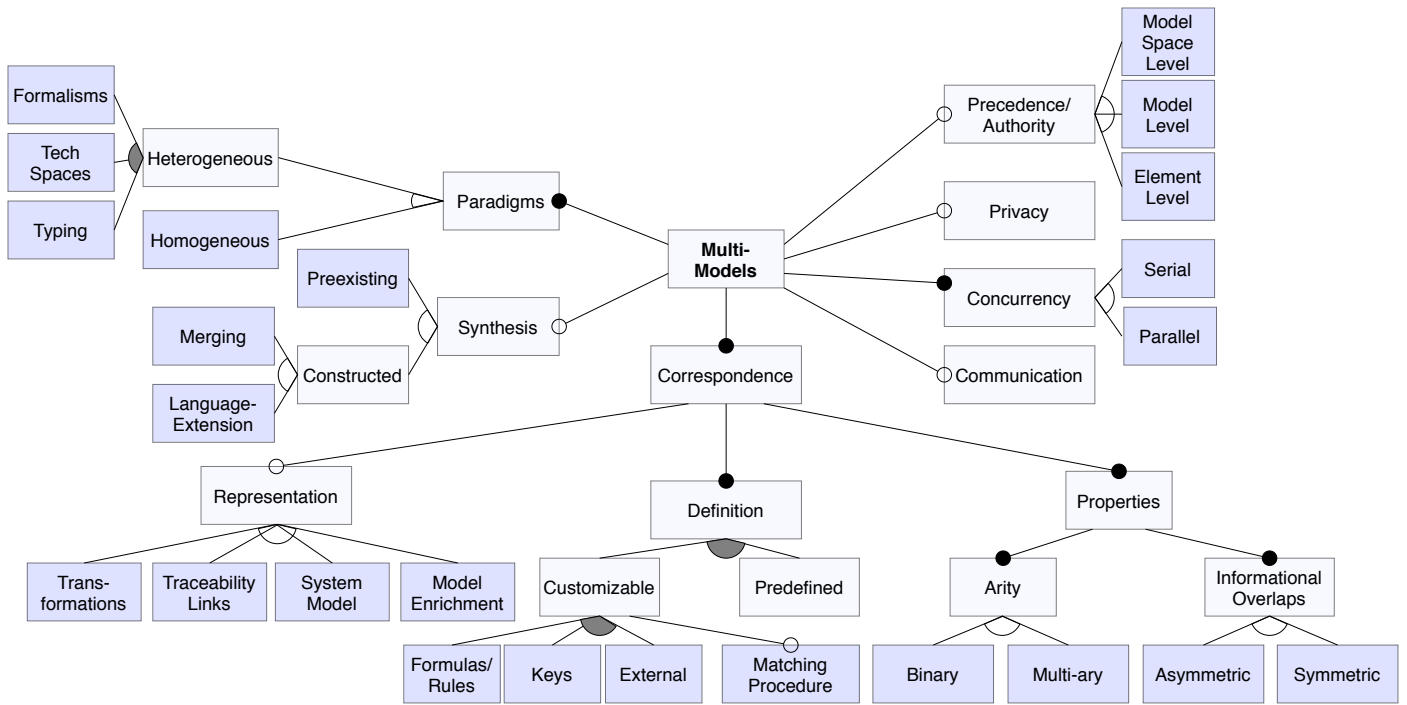 Model
Space
Level
Formalisms
Precedence/
Authority
Model
Level
Tech
Spaces
Heterogeneous
Element
Level
Typing
Homogeneous
Paradigms
Privacy
Multi-
Models
Preexisting
Serial
Concurrency
Merging
Synthesis
Parallel
Constructed
Correspondence
Communication
Language-
Extension
Representation
Definition
Properties
Trans-
formations
Traceability
Links
System
Model
Model
Enrichment
Customizable
Predefined
Arity
Informational
Overlaps
Formulas/
Rules
Keys
External
Matching
Procedure
Binary
Multi-ary
Asymmetric
Symmetric